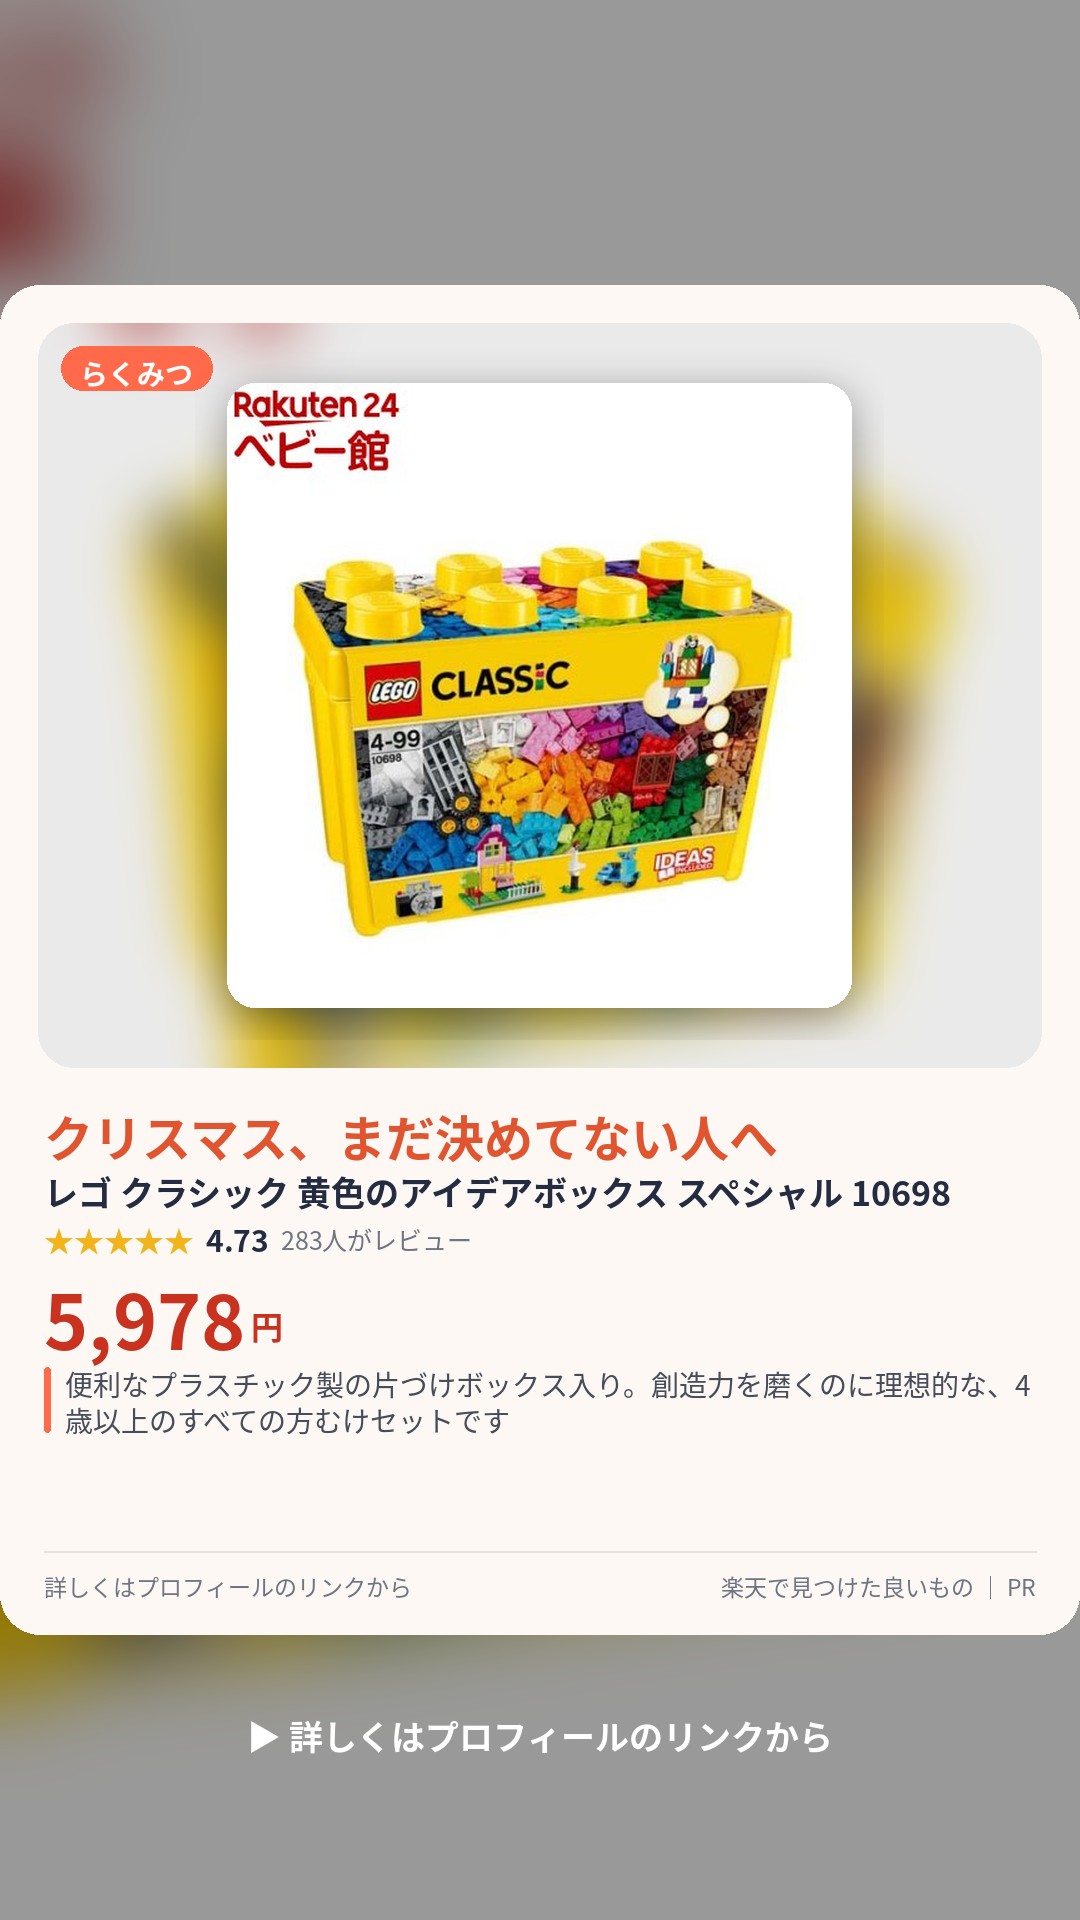 らくみつ
Rakuten 24
ベビー館
LEGO CLASSIC
4-99
10698
IDEAS
INCLUDED
クリスマス、まだ決めてない人へ
レゴ クラシック 黄色のアイデアボックス スペシャル 10698
★★★★★ 4.73 283人がレビュー
5,978円
便利なプラスチック製の片づけボックス入り。創造力を磨くのに理想的な、4
歳以上のすべての方むけセットです
詳しくはプロフィールのリンクから
楽天で見つけた良いもの｜PR
▶ 詳しくはプロフィールのリンクから